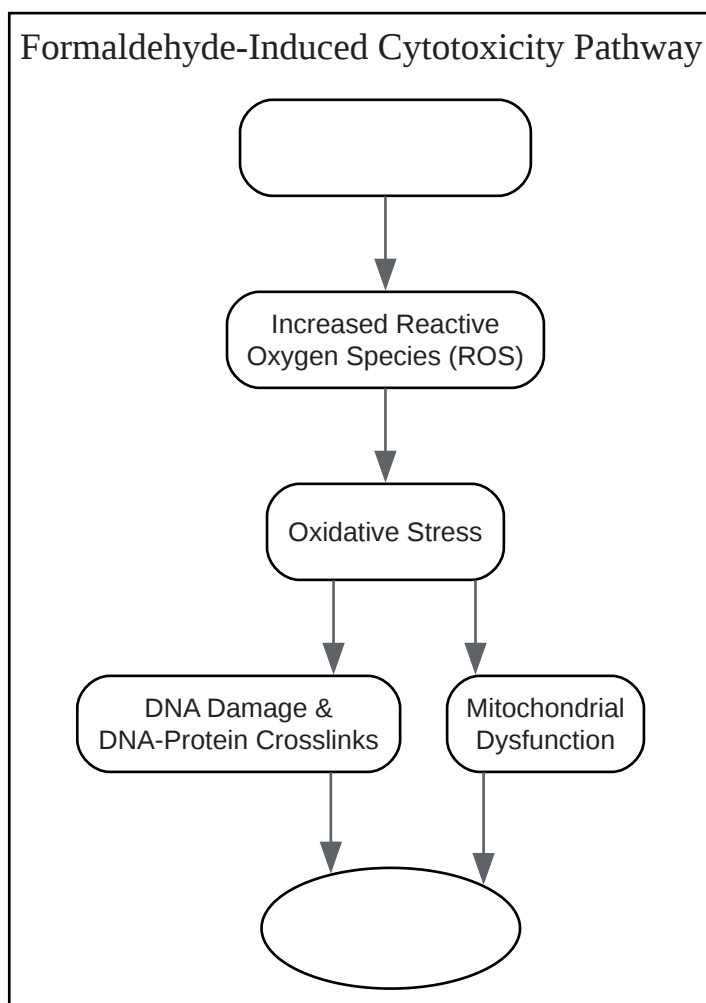 Formaldehyde-Induced Cytotoxicity Pathway
Increased Reactive
Oxygen Species (ROS)
Oxidative Stress
DNA Damage &
DNA-Protein Crosslinks
Mitochondrial
Dysfunction